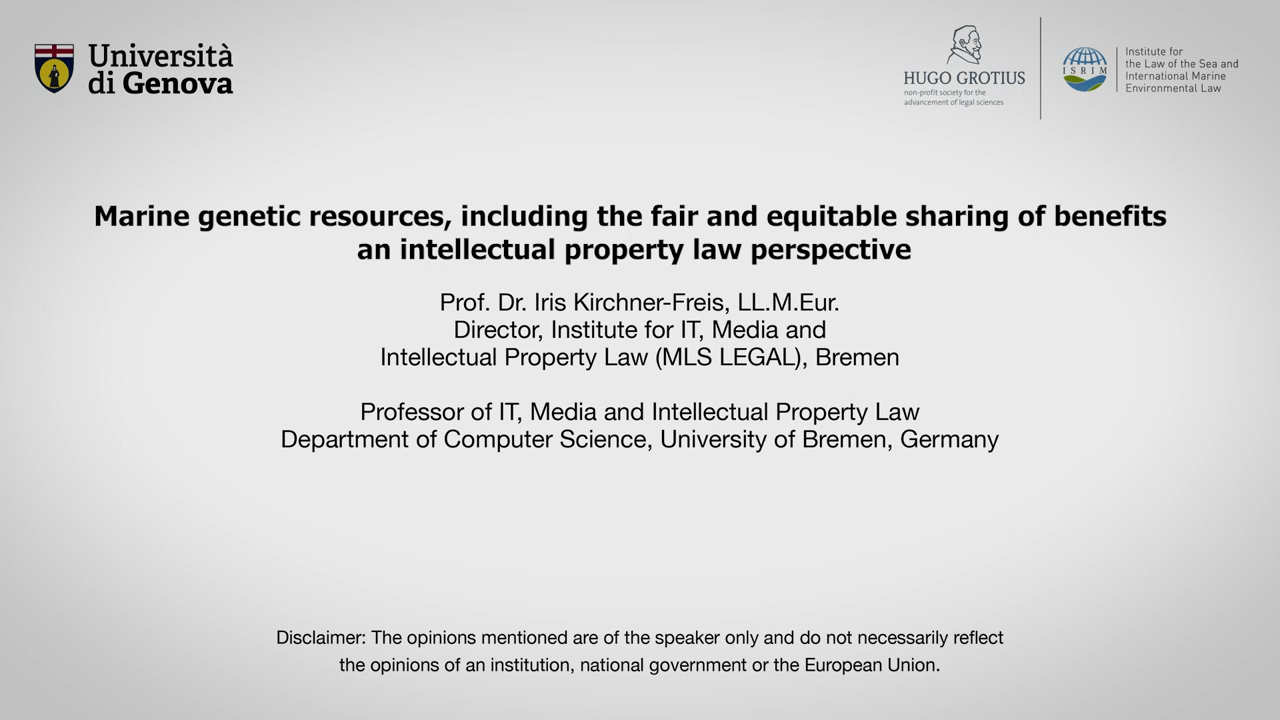 Università
di Genova
HUGO GROTIUS
non-profit society for the
advancement of legal sciences
ISRIM
Institute for
the Law of the Sea and
International Marine
Environmental Law
Marine genetic resources, including the fair and equitable sharing of benefits
an intellectual property law perspective
Prof. Dr. Iris Kirchner-Freis, LL.M.Eur.
Director, Institute for IT, Media and
Intellectual Property Law (MLS LEGAL), Bremen
Professor of IT, Media and Intellectual Property Law
Department of Computer Science, University of Bremen, Germany
Disclaimer: The opinions mentioned are of the speaker only and do not necessarily reflect
the opinions of an institution, national government or the European Union.